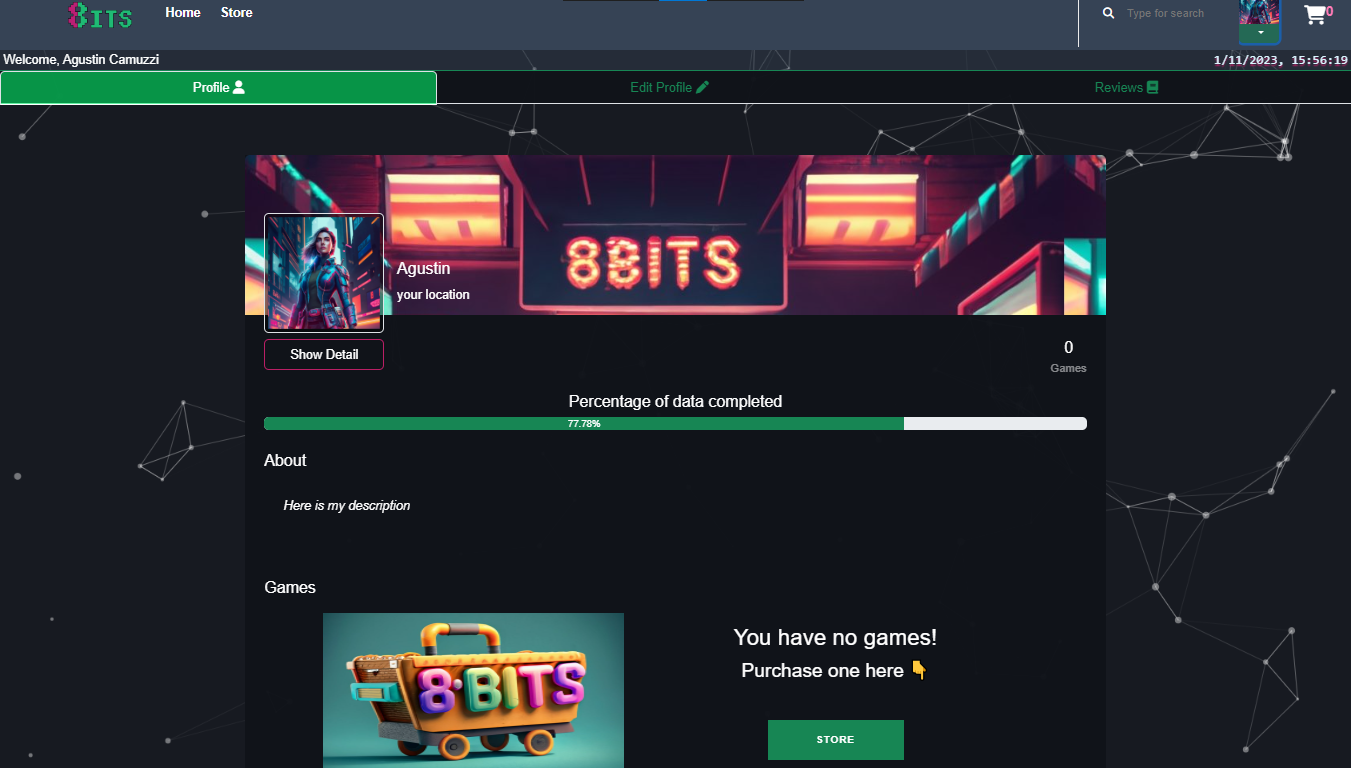 8ITS
Home Store
Type for search
0
Welcome, Agustin Camuzzi
1/11/2023, 15:56:19
Profile
Edit Profile
Reviews
8BITS
Agustin
your location
Show Detail
0
Games
Percentage of data completed
77.78%
About
Here is my description
Games
8·BITS
You have no games!
Purchase one here 👇
STORE